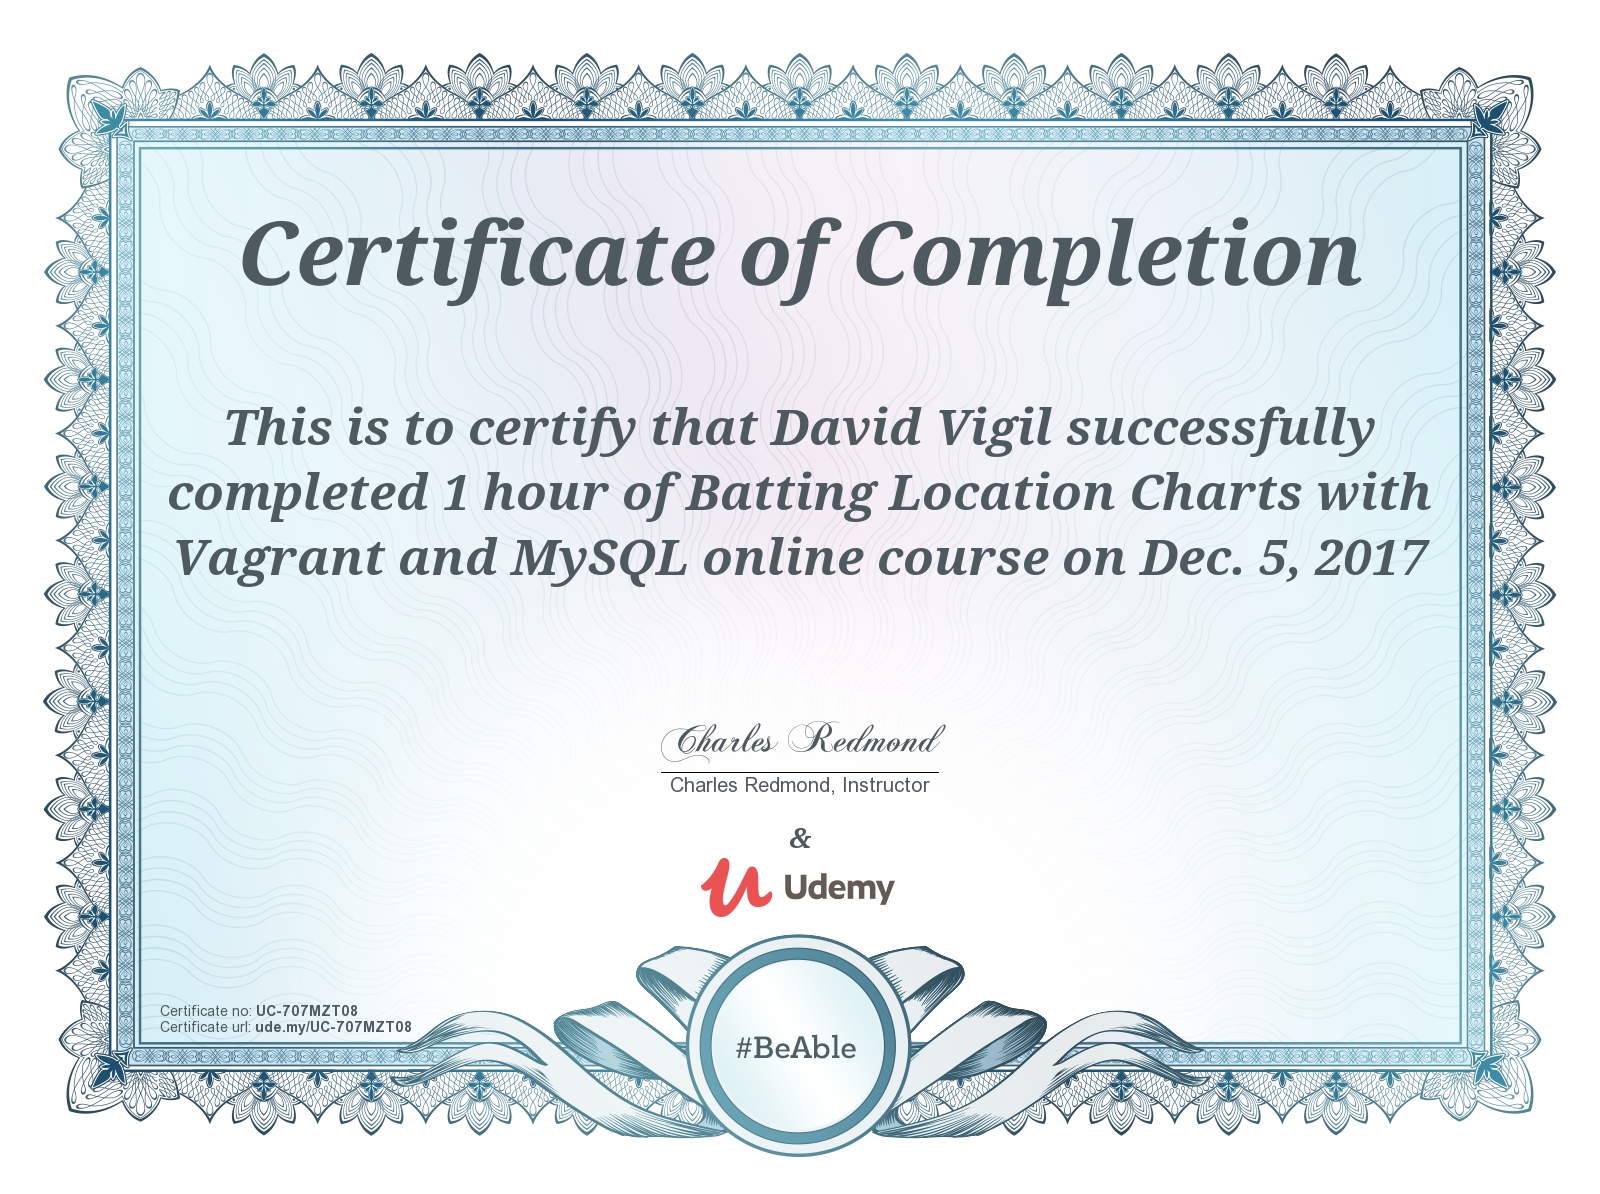 Certificate of Completion
This is to certify that David Vigil successfully
completed 1 hour of Batting Location Charts with
Vagrant and MySQL online course on Dec. 5, 2017
Charles Redmond
Charles Redmond, Instructor
&
Udemy
Certificate no: UC-707MZT08
Certificate url: ude.my/UC-707MZT08
#BeAble